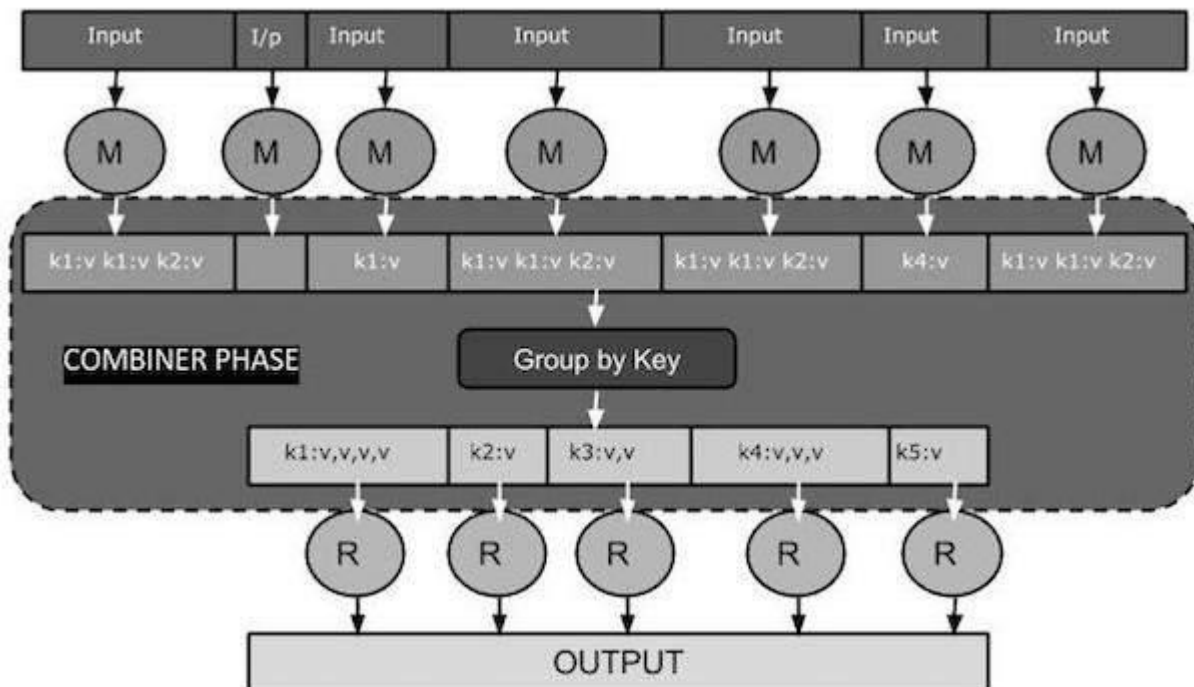 Input I/p Input Input Input Input Input
M M M M M M M
k1:v k1:v k2:v k1:v k1:v k1:v k2:v k1:v k1:v k2:v k4:v k1:v k1:v k2:v
COMBINER PHASE
Group by Key
k1:v,v,v,v k2:v k3:v,v k4:v,v,v k5:v
R R R R R
OUTPUT